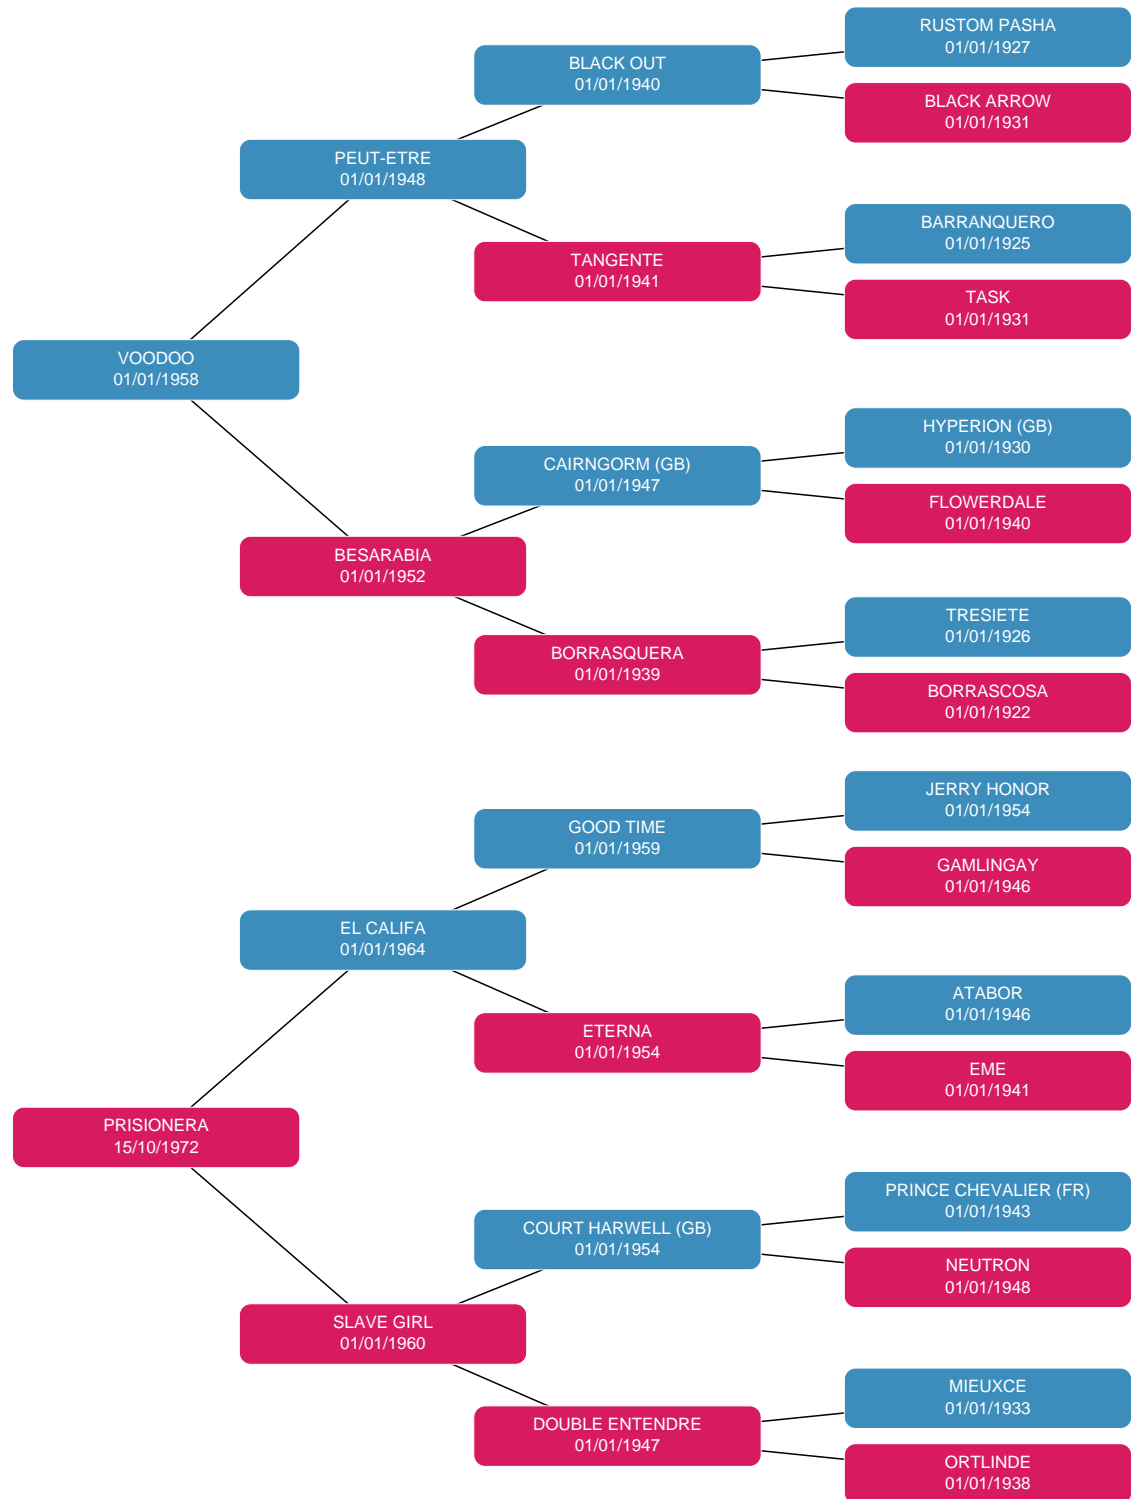 RUSTOM PASHA
01/01/1927
BLACK OUT
01/01/1940
BLACK ARROW
01/01/1931
PEUT-ETRE
01/01/1948
BARRANQUERO
01/01/1925
TANGENTE
01/01/1941
TASK
01/01/1931
VOODOO
01/01/1958
HYPERION (GB)
01/01/1930
CAIRNGORM (GB)
01/01/1947
FLOWERDALE
01/01/1940
BESARABIA
01/01/1952
TRESIETE
01/01/1926
BORRASQUERA
01/01/1939
BORRASCOSA
01/01/1922
JERRY HONOR
01/01/1954
GOOD TIME
01/01/1959
GAMLINGAY
01/01/1946
EL CALIFA
01/01/1964
ATABOR
01/01/1946
ETERNA
01/01/1954
EME
01/01/1941
PRISIONERA
15/10/1972
PRINCE CHEVALIER (FR)
01/01/1943
COURT HARWELL (GB)
01/01/1954
NEUTRON
01/01/1948
SLAVE GIRL
01/01/1960
MIEUXCE
01/01/1933
DOUBLE ENTENDRE
01/01/1947
ORTLINDE
01/01/1938